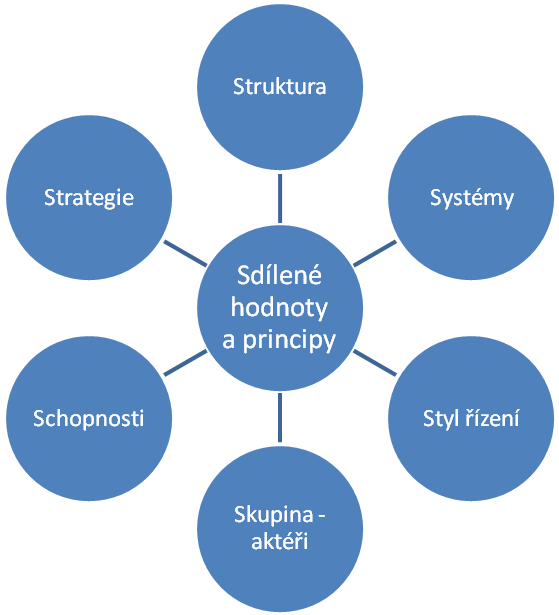 Struktura
Strategie
Systémy
Sdílené
hodnoty
a principy
Schopnosti
Styl řízení
Skupina -
aktéři